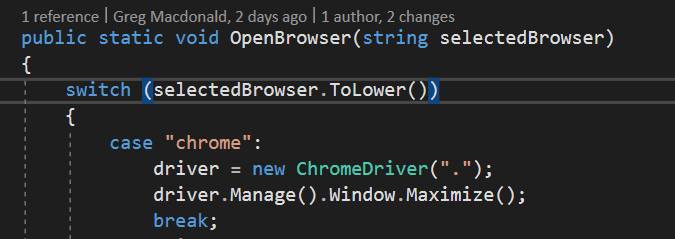 1 reference | Greg Macdonald, 2 days ago | 1 author, 2 changes
public static void OpenBrowser(string selectedBrowser)
{
switch (selectedBrowser.ToLower())
{
case "chrome":
driver = new ChromeDriver(".");
driver.Manage().Window.Maximize();
break;